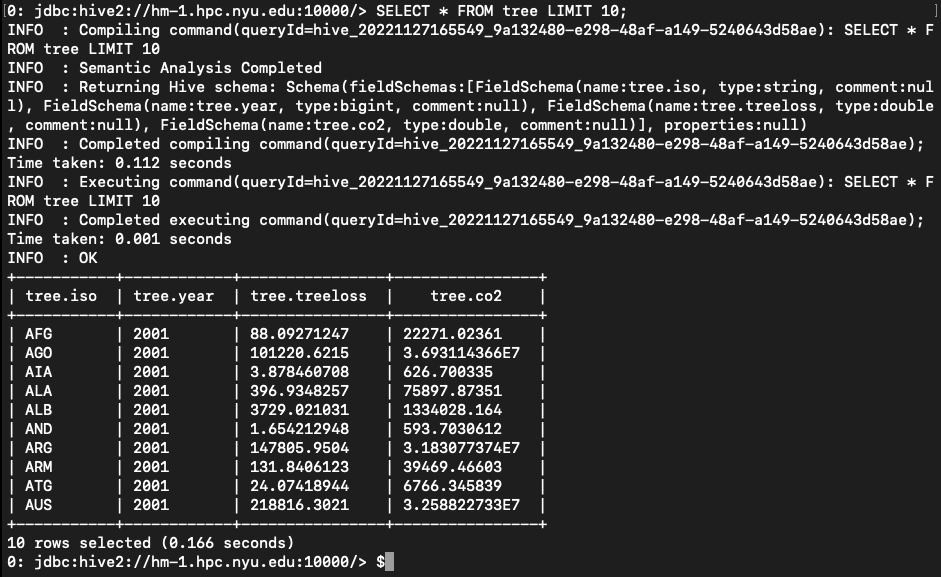 [0: jdbc:hive2://hm-1.hpc.nyu.edu:10000/> SELECT * FROM tree LIMIT 10; ]
INFO  : Compiling command(queryId=hive_20221127165549_9a132480-e298-48af-a149-5240643d58ae): SELECT * F
ROM tree LIMIT 10
INFO  : Semantic Analysis Completed
INFO  : Returning Hive schema: Schema(fieldSchemas:[FieldSchema(name:tree.iso, type:string, comment:nul
l), FieldSchema(name:tree.year, type:bigint, comment:null), FieldSchema(name:tree.treeloss, type:double
, comment:null), FieldSchema(name:tree.co2, type:double, comment:null)], properties:null)
INFO  : Completed compiling command(queryId=hive_20221127165549_9a132480-e298-48af-a149-5240643d58ae);
Time taken: 0.112 seconds
INFO  : Executing command(queryId=hive_20221127165549_9a132480-e298-48af-a149-5240643d58ae): SELECT * F
ROM tree LIMIT 10
INFO  : Completed executing command(queryId=hive_20221127165549_9a132480-e298-48af-a149-5240643d58ae);
Time taken: 0.001 seconds
INFO  : OK
+-----------+------------+----------------+----------------+
| tree.iso  | tree.year  | tree.treeloss  |    tree.co2    |
+-----------+------------+----------------+----------------+
| AFG       | 2001       | 88.09271247    | 22271.02361    |
| AGO       | 2001       | 101220.6215    | 3.693114366E7  |
| AIA       | 2001       | 3.878460708    | 626.700335     |
| ALA       | 2001       | 396.9348257    | 75897.87351    |
| ALB       | 2001       | 3729.021031    | 1334028.164    |
| AND       | 2001       | 1.654212948    | 593.7030612    |
| ARG       | 2001       | 147805.9504    | 3.183077374E7  |
| ARM       | 2001       | 131.8406123    | 39469.46603    |
| ATG       | 2001       | 24.07418944    | 6766.345839    |
| AUS       | 2001       | 218816.3021    | 3.258822733E7  |
+-----------+------------+----------------+----------------+
10 rows selected (0.166 seconds)
0: jdbc:hive2://hm-1.hpc.nyu.edu:10000/> $